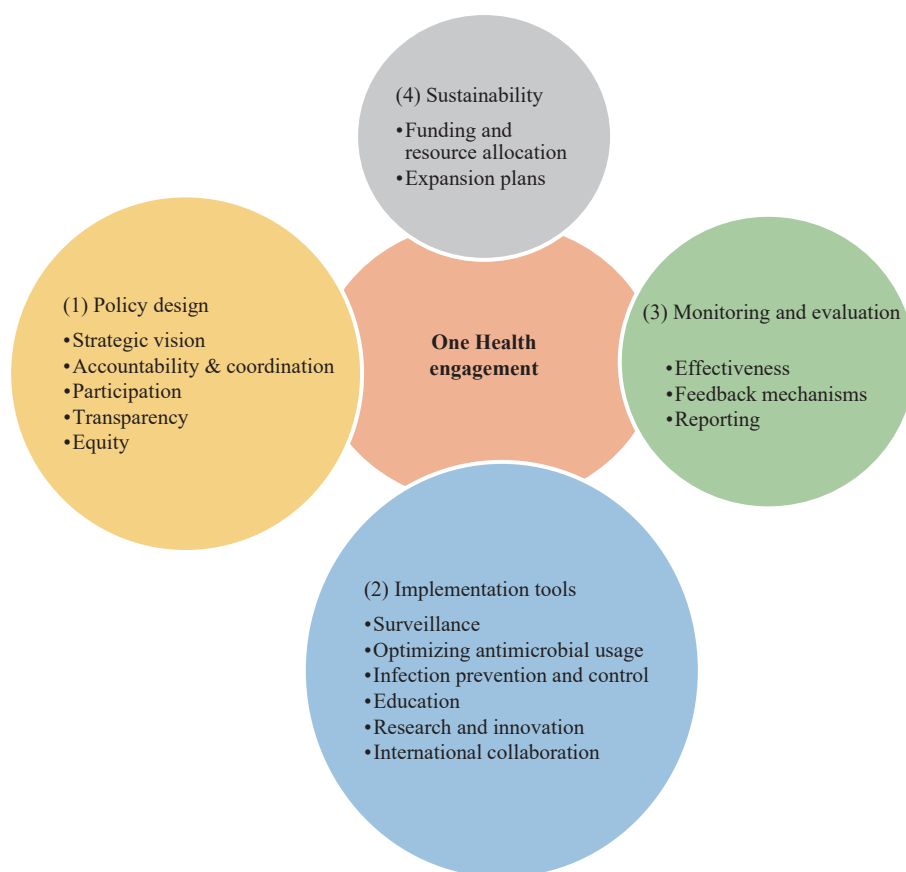 (4) Sustainability
•Funding and
resource allocation
•Expansion plans
(1) Policy design
•Strategic vision
•Accountability & coordination
•Participation
•Transparency
•Equity
One Health
engagement
(3) Monitoring and evaluation
•Effectiveness
•Feedback mechanisms
•Reporting
(2) Implementation tools
•Surveillance
•Optimizing antimicrobial usage
•Infection prevention and control
•Education
•Research and innovation
•International collaboration